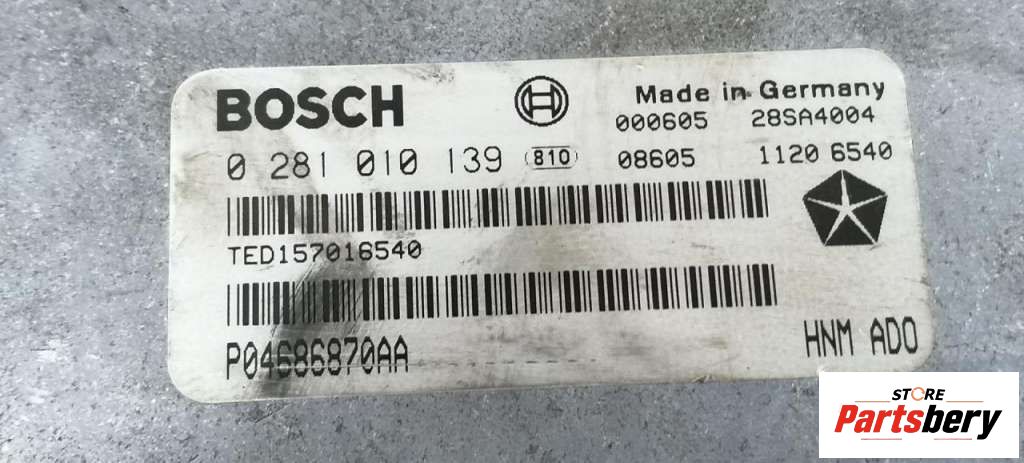 BOSCH
Made in Germany
000605 28SA4004
0 281 010 139 810 08605 1120 6540
TED157016540
P04686870AA
HNM ADO
STORE
Partsbery